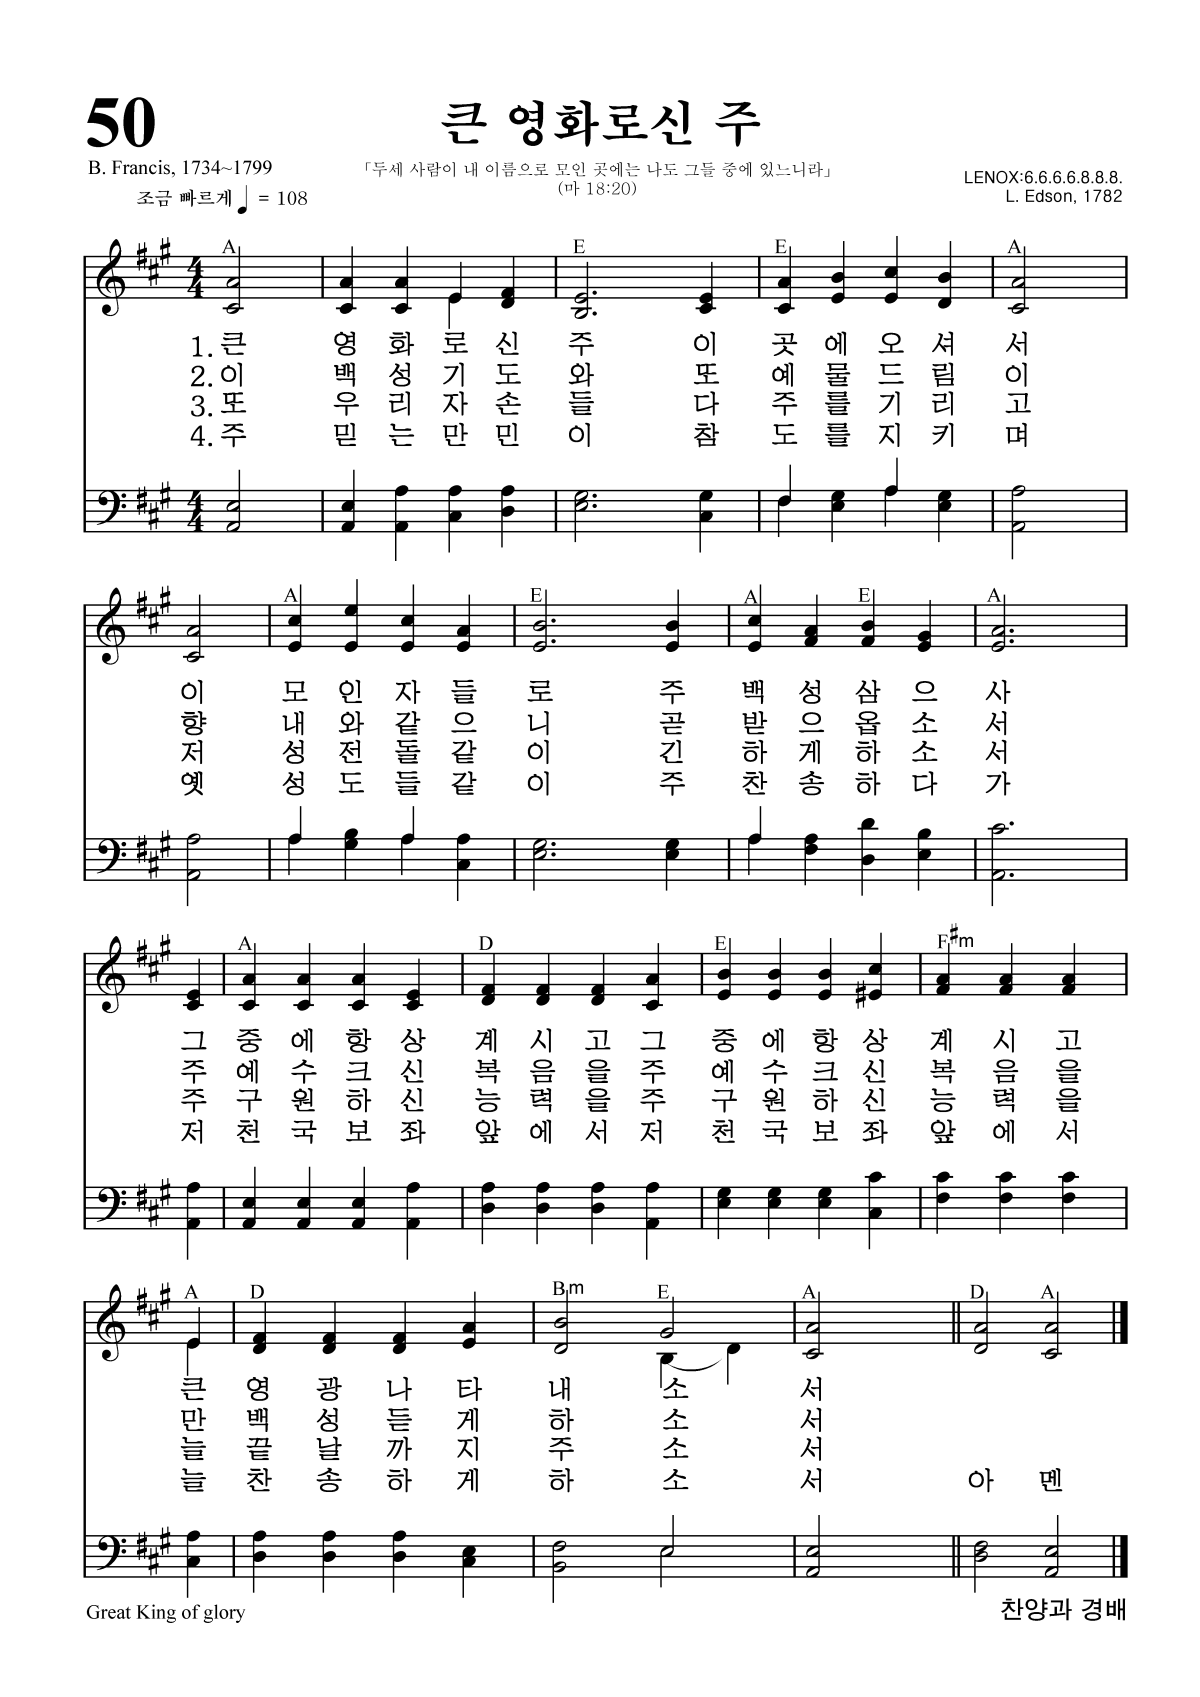 50
큰 영화로신 주
B. Francis, 1734~1799
「두세 사람이 내 이름으로 모인 곳에는 나도 그들 중에 있느니라」
(마 18:20)
LENOX:6.6.6.6.8.8.8.
L. Edson, 1782
조금 빠르게 ♩ = 108
A E E A
1. 큰 영 화 로 신 주 이 곳 에 오 셔 서
2. 이 백 성 기 도 와 또 예 물 드 림 이
3. 또 우 리 자 손 들 다 주 를 기 리 고
4. 주 믿 는 만 민 이 참 도 를 지 키 며
A E A E A
이 모 인 자 들 로 주 백 성 삼 으 사
향 내 와 같 으 니 곧 받 으 옵 소 서
저 성 전 돌 같 이 긴 하 게 하 소 서
옛 성 도 들 같 이 주 찬 송 하 다 가
A D E F#m
그 중 에 항 상 계 시 고 그 중 에 항 상 계 시 고
주 예 수 크 신 복 음 을 주 예 수 크 신 복 음 을
주 구 원 하 신 능 력 을 주 구 원 하 신 능 력 을
저 천 국 보 좌 앞 에 서 저 천 국 보 좌 앞 에 서
A D Bm E A D A
큰 영 광 나 타 내 소 서
만 백 성 듣 게 하 소 서
늘 끝 날 까 지 주 소 서
늘 찬 송 하 게 하 소 서 아 멘
Great King of glory
찬양과 경배